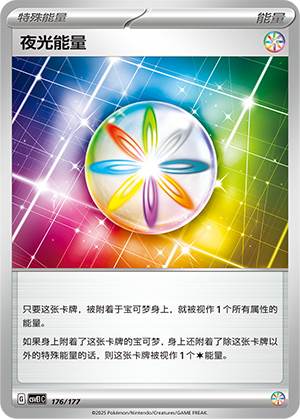 特殊能量 能量
夜光能量
只要这张卡牌，被附着于宝可梦身上，就被视作1个所有属性的
能量。
如果身上附着了这张卡牌的宝可梦，身上还附着了除这张卡牌以
外的特殊能量的话，则这张卡牌被视作1个✶能量。
G 176/177
©2025 Pokémon/Nintendo/Creatures/GAME FREAK.